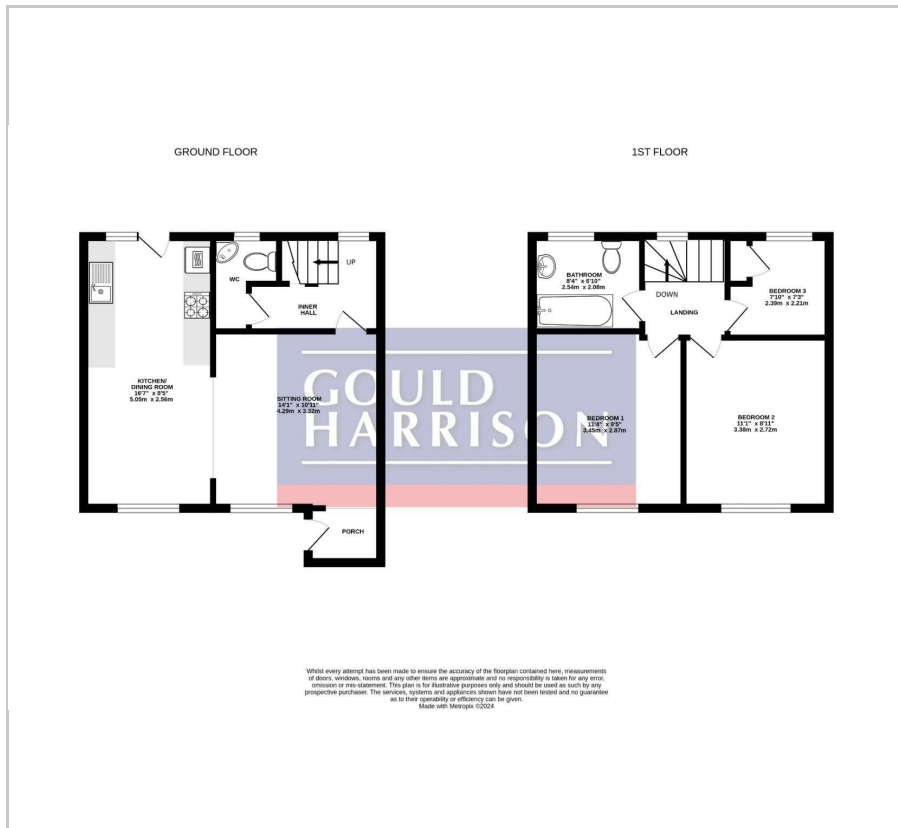 GROUND FLOOR
1ST FLOOR
WC
UP
INNER
HALL
KITCHEN/
DINING ROOM
16'7" x 8'5"
5.05m x 2.56m
SITTING ROOM
14'1" x 10'11"
4.29m x 3.32m
PORCH
BATHROOM
8'4" x 6'10"
2.54m x 2.08m
DOWN
LANDING
BEDROOM 3
7'10" x 7'3"
2.39m x 2.21m
BEDROOM 1
11'4" x 9'5"
3.45m x 2.87m
BEDROOM 2
11'1" x 8'11"
3.38m x 2.72m
GOULD
HARRISON
Whilst every attempt has been made to ensure the accuracy of the floorplan contained here, measurements
of doors, windows, rooms and any other items are approximate and no responsibility is taken for any error,
omission or mis-statement. This plan is for illustrative purposes only and should be used as such by any
prospective purchaser. The services, systems and appliances shown have not been tested and no guarantee
as to their operability or efficiency can be given.
Made with Metropix ©2024